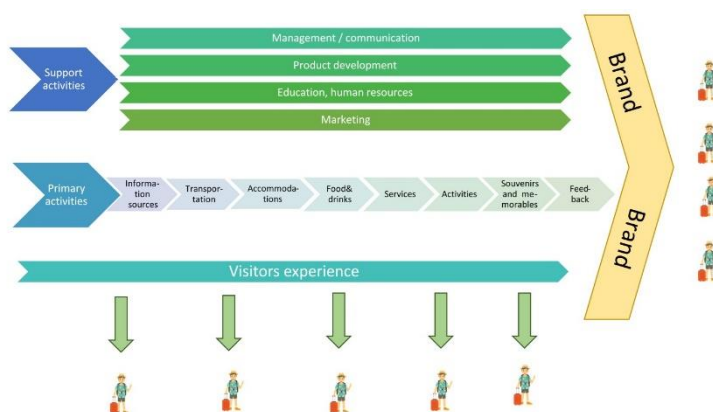 Support
activities
Management / communication
Product development
Education, human resources
Marketing
Brand
Primary
activities
Informa-
tion
sources
Transpor-
tation
Accommoda-
tions
Food&
drinks
Services
Activities
Souvenirs
and me-
morables
Feed-
back
Brand
Visitors experience